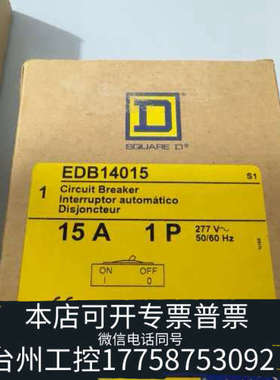 D
SQUARE D
EDB14015
S1
1
Circuit Breaker
Interruptor automático
Disjoncteur
15 A 1 P 277 V~
50/60 Hz
ON OFF
I 0
本店可开专票普票
微信电话同号
台州工控17758753092